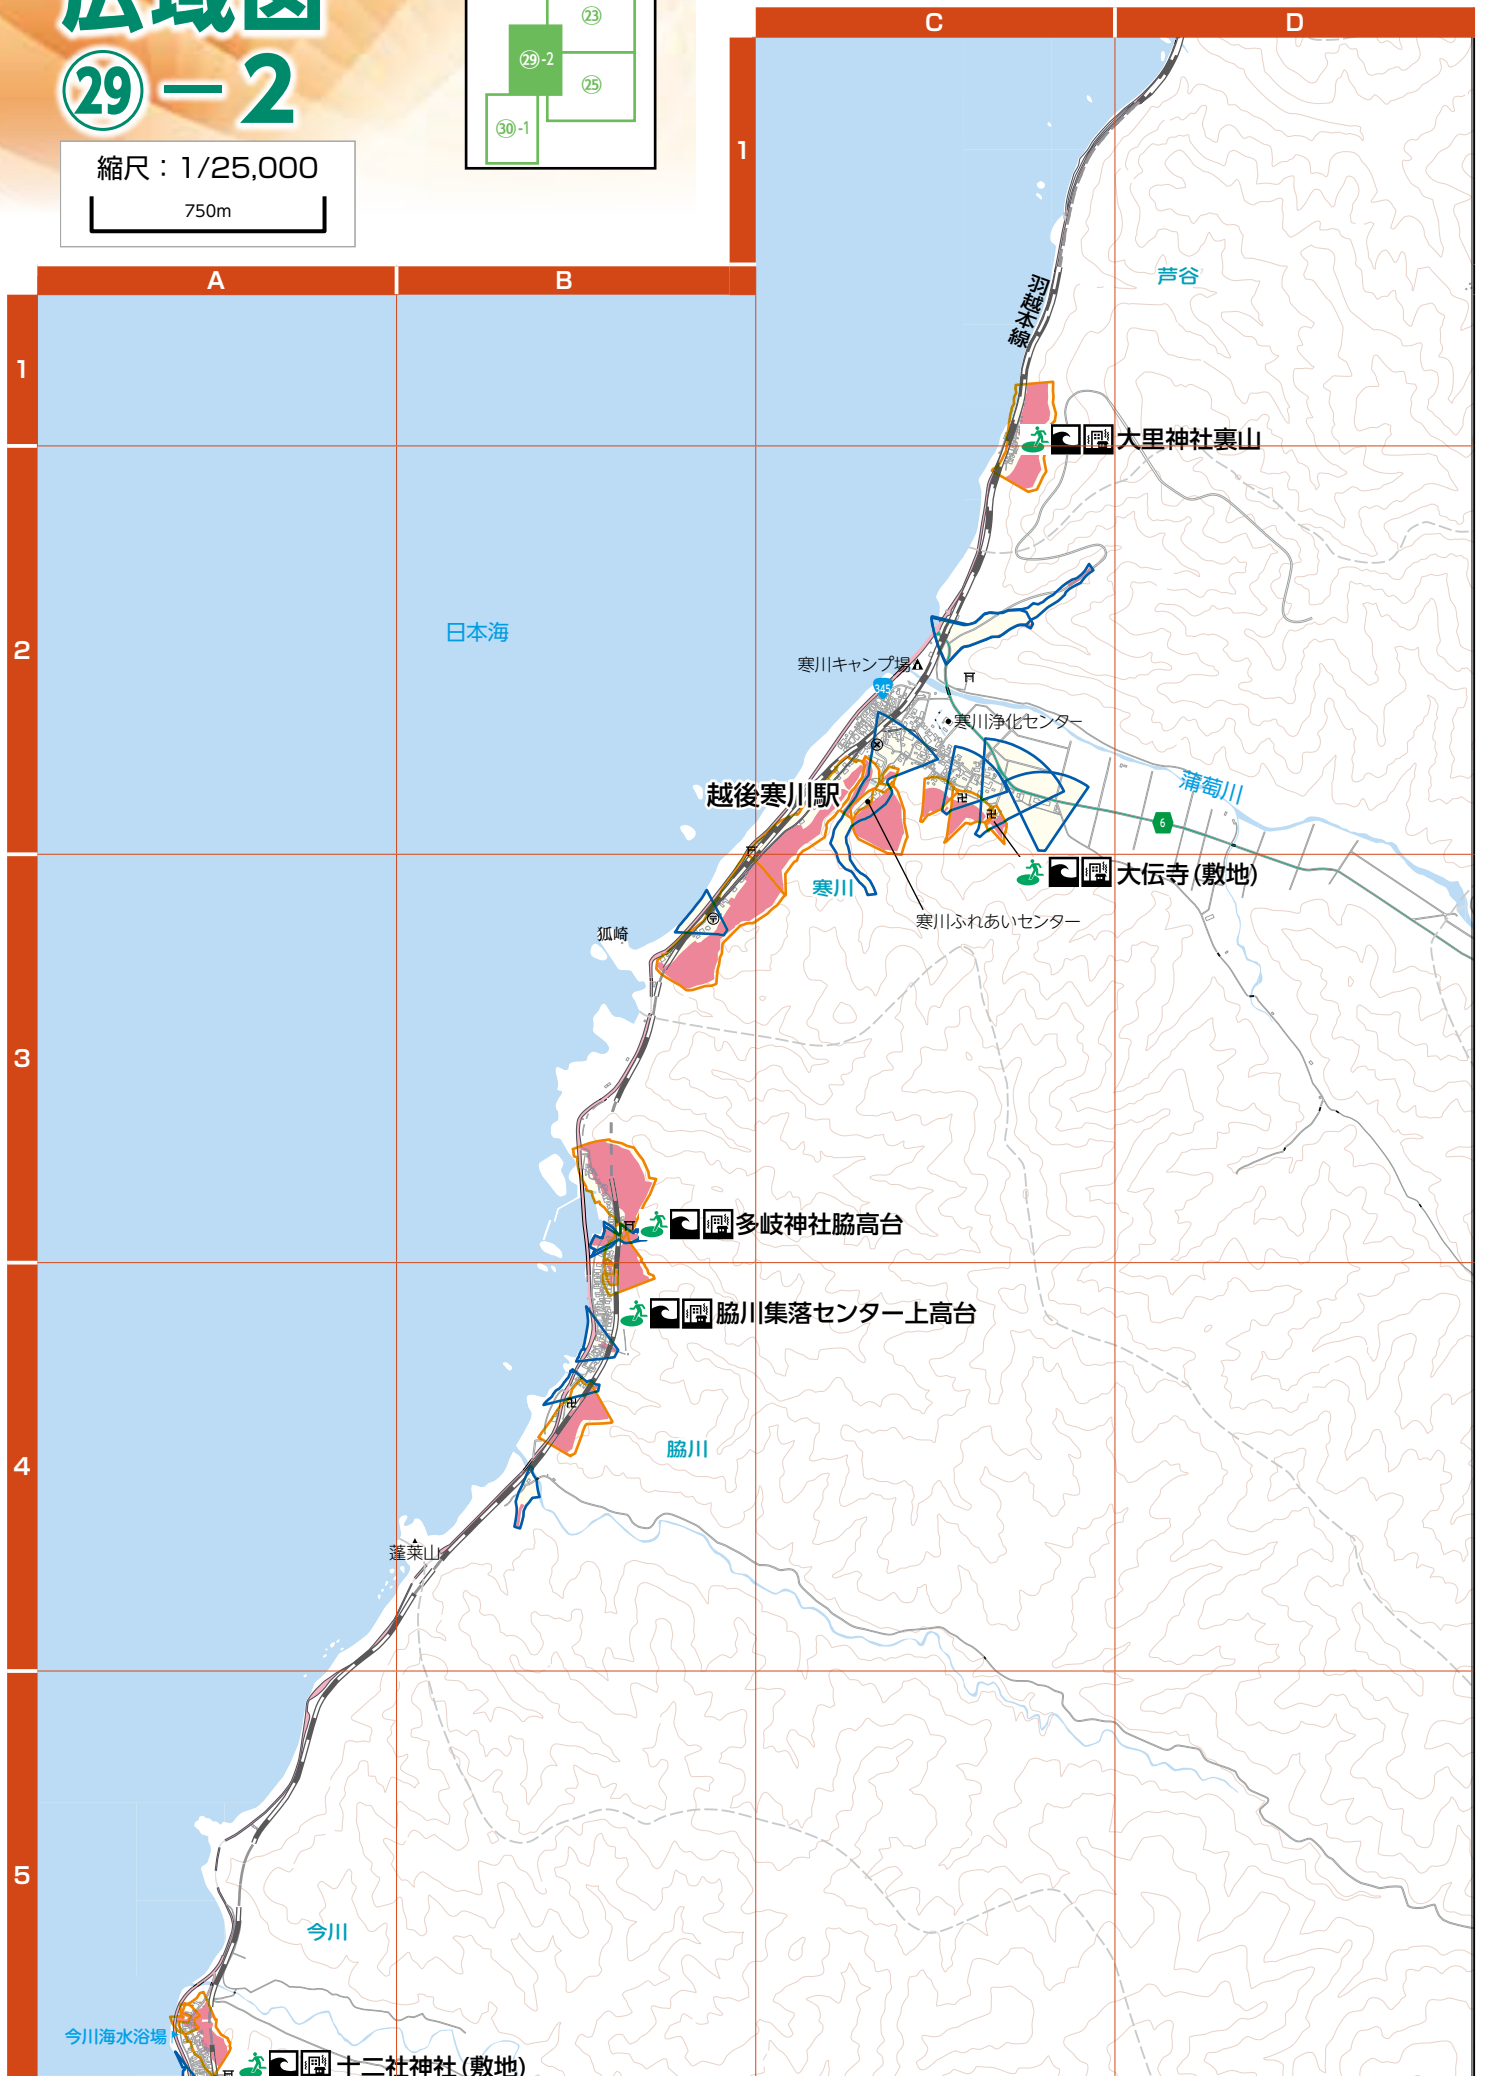 広域図
㉙－2
縮尺：1/25,000
750m
㉓
㉙-2
㉕
㉚-1
C
D
1
A
B
1
羽越本線
芦谷
大里神社裏山
2
日本海
寒川キャンプ場
345
寒川浄化センター
越後寒川駅
蒲萄川
6
大伝寺(敷地)
寒川
寒川ふれあいセンター
狐崎
3
多岐神社脇高台
脇川集落センター上高台
脇川
4
蓬莱山
5
今川
今川海水浴場
十二社神社(敷地)